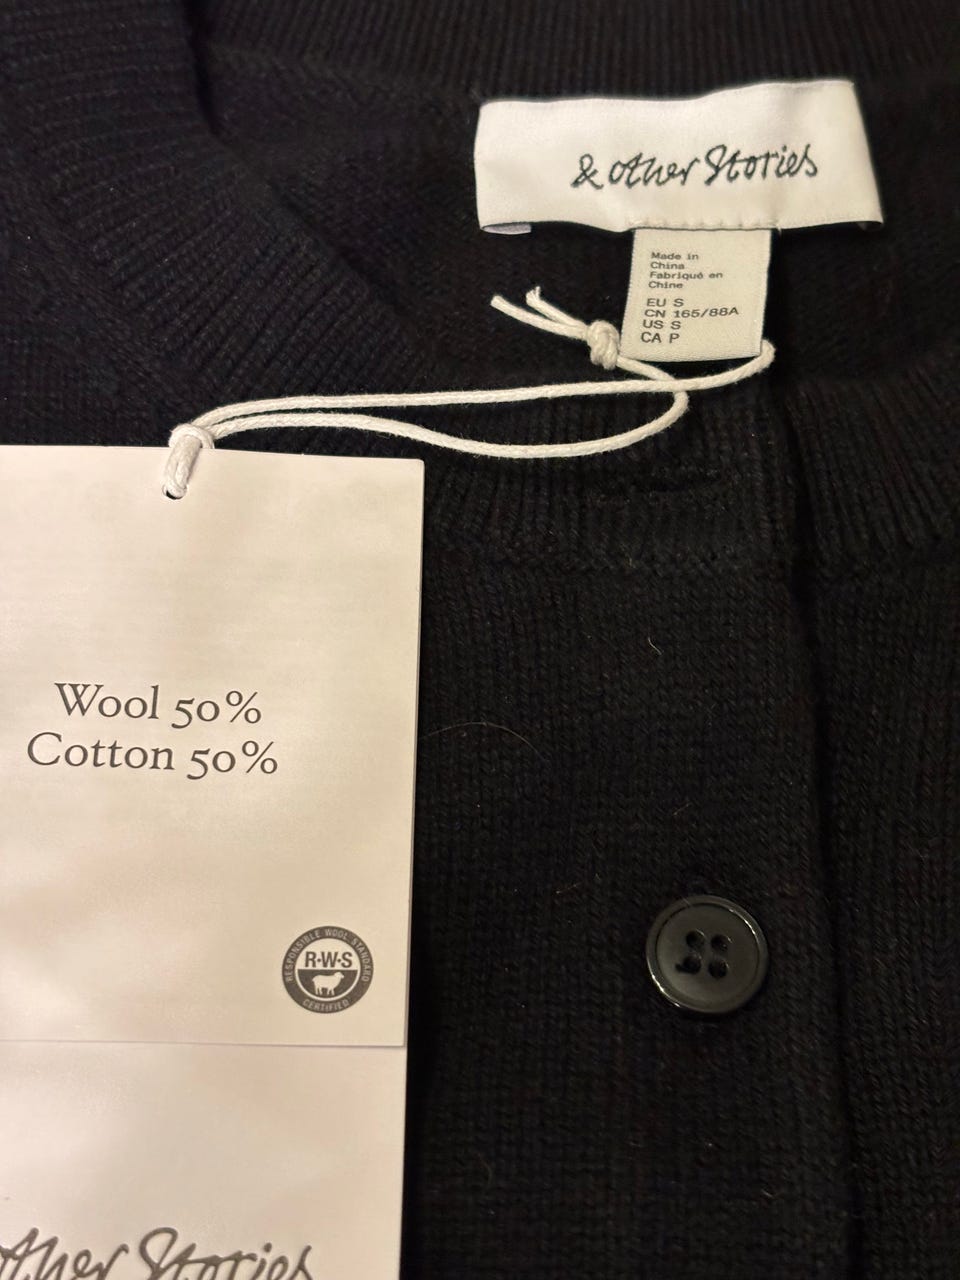 & other Stories
Made in
China
Fabriqué en
Chine
EU S
CN 165/88A
US S
CA P
Wool 50%
Cotton 50%
RESPONSIBLE WOOL STANDARD
R·W·S
CERTIFIED
other Stories